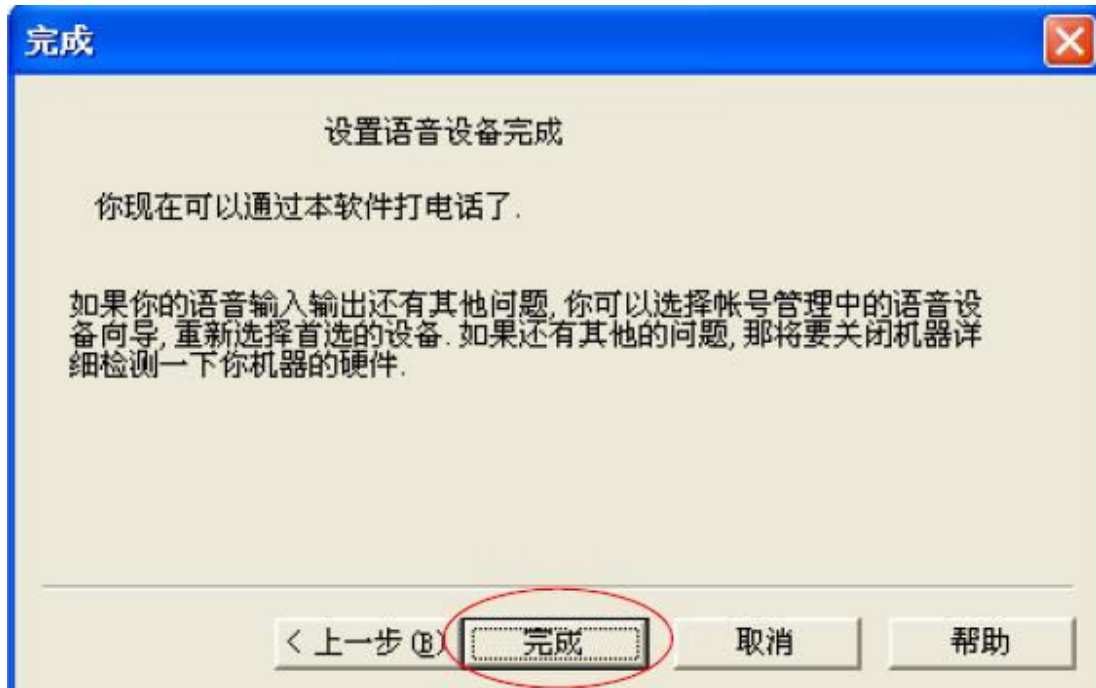 完成
设置语音设备完成
你现在可以通过本软件打电话了.
如果你的语音输入输出还有其他问题,你可以选择帐号管理中的语音设
备向导,重新选择首选的设备.如果还有其他的问题,那将要关闭机器详
细检测一下你机器的硬件.
< 上一步(B) 完成 取消 帮助